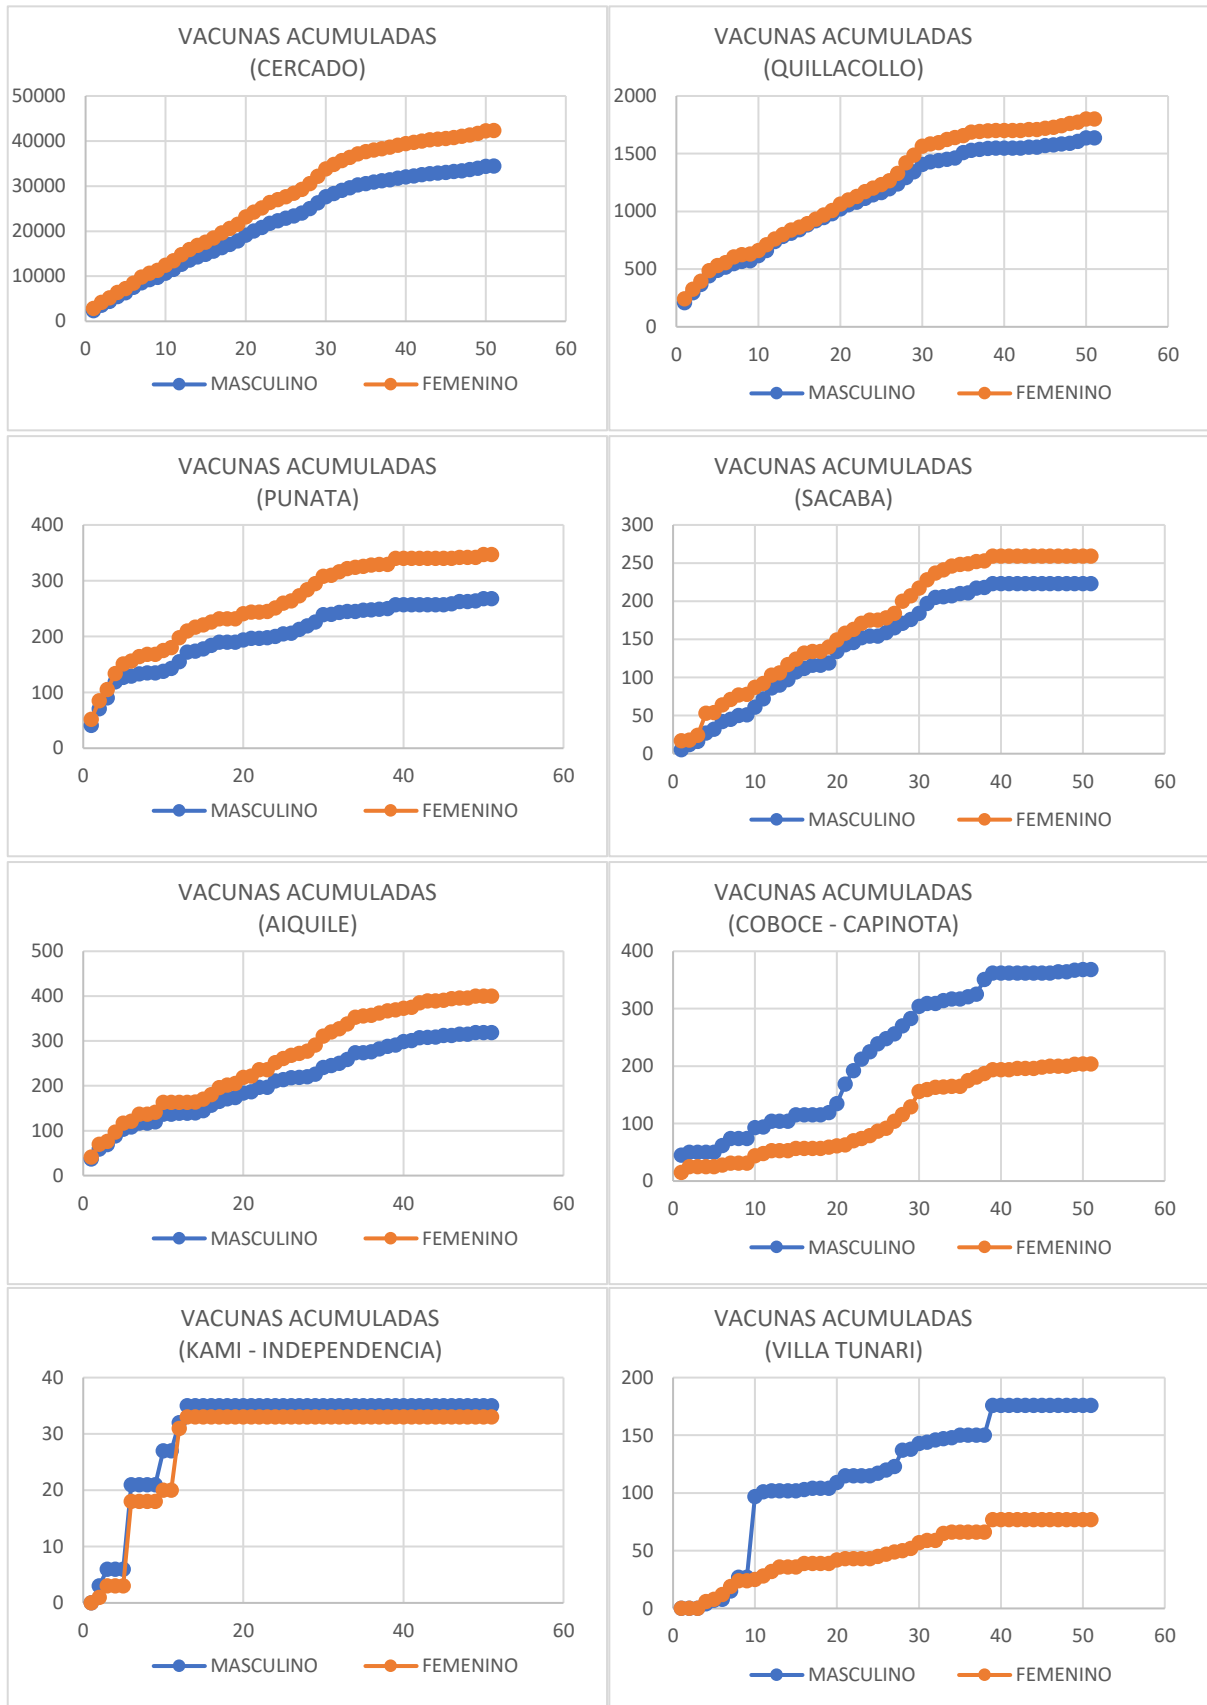 VACUNAS ACUMULADAS
(CERCADO)
50000
40000
30000
20000
10000
0
0 10 20 30 40 50 60
MASCULINO FEMENINO
VACUNAS ACUMULADAS
(QUILLACOLLO)
2000
1500
1000
500
0
0 10 20 30 40 50 60
MASCULINO FEMENINO
VACUNAS ACUMULADAS
(PUNATA)
400
300
200
100
0
0 20 40 60
MASCULINO FEMENINO
VACUNAS ACUMULADAS
(SACABA)
300
250
200
150
100
50
0
0 10 20 30 40 50 60
MASCULINO FEMENINO
VACUNAS ACUMULADAS
(AIQUILE)
500
400
300
200
100
0
0 20 40 60
MASCULINO FEMENINO
VACUNAS ACUMULADAS
(COBOCE - CAPINOTA)
400
300
200
100
0
0 10 20 30 40 50 60
MASCULINO FEMENINO
VACUNAS ACUMULADAS
(KAMI - INDEPENDENCIA)
40
30
20
10
0
0 20 40 60
MASCULINO FEMENINO
VACUNAS ACUMULADAS
(VILLA TUNARI)
200
150
100
50
0
0 10 20 30 40 50 60
MASCULINO FEMENINO